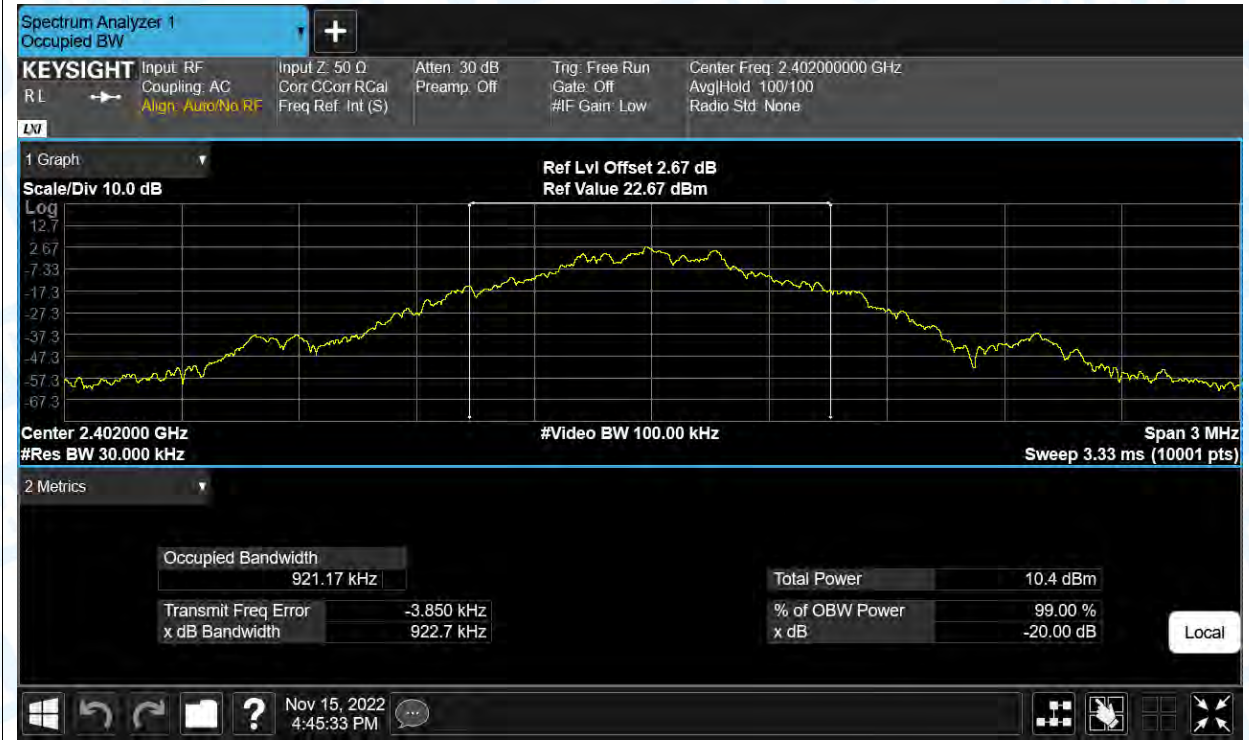 Spectrum Analyzer 1
Occupied BW
KEYSIGHT Input: RF Input Z: 50 Ω Atten: 30 dB Trig: Free Run Center Freq: 2.402000000 GHz
R L Coupling: AC Corr CCorr RCal Preamp: Off Gate: Off Avg|Hold: 100/100
Align: Auto/No RF Freq Ref: Int (S) #IF Gain: Low Radio Std: None
LXI
1 Graph
Ref Lvl Offset 2.67 dB
Scale/Div 10.0 dB Ref Value 22.67 dBm
Log
12.7
2.67
-7.33
-17.3
-27.3
-37.3
-47.3
-57.3
-67.3
Center 2.402000 GHz #Video BW 100.00 kHz Span 3 MHz
#Res BW 30.000 kHz Sweep 3.33 ms (10001 pts)
2 Metrics
Occupied Bandwidth
921.17 kHz Total Power 10.4 dBm
Transmit Freq Error -3.850 kHz % of OBW Power 99.00 %
x dB Bandwidth 922.7 kHz x dB -20.00 dB
Local
Nov 15, 2022
4:45:33 PM